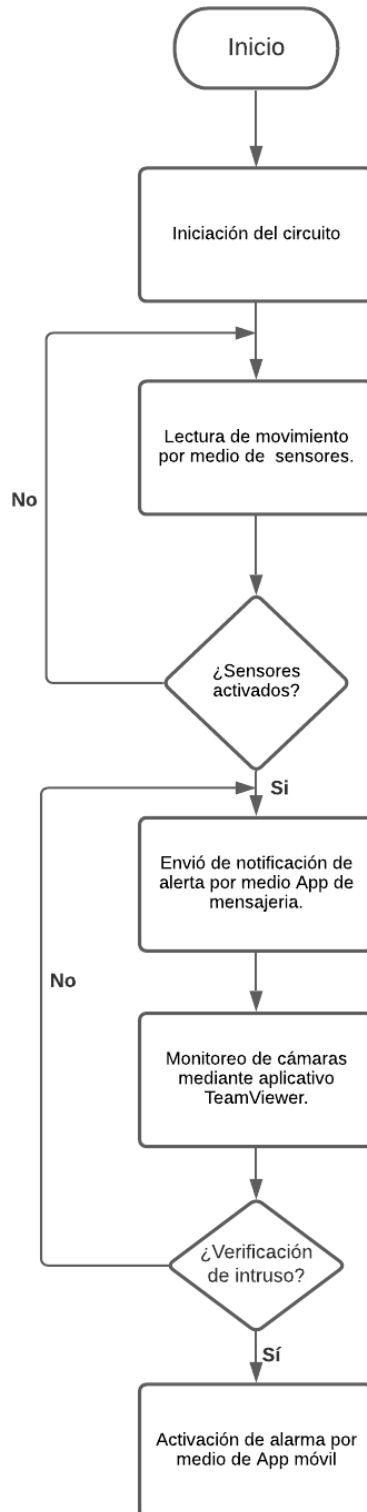 Inicio
Iniciación del circuito
Lectura de movimiento
por medio de sensores.
No
¿Sensores
activados?
Si
Envió de notificación de
alerta por medio App de
mensajeria.
No
Monitoreo de cámaras
mediante aplicativo
TeamViewer.
¿Verificación
de intruso?
Sí
Activación de alarma por
medio de App móvil